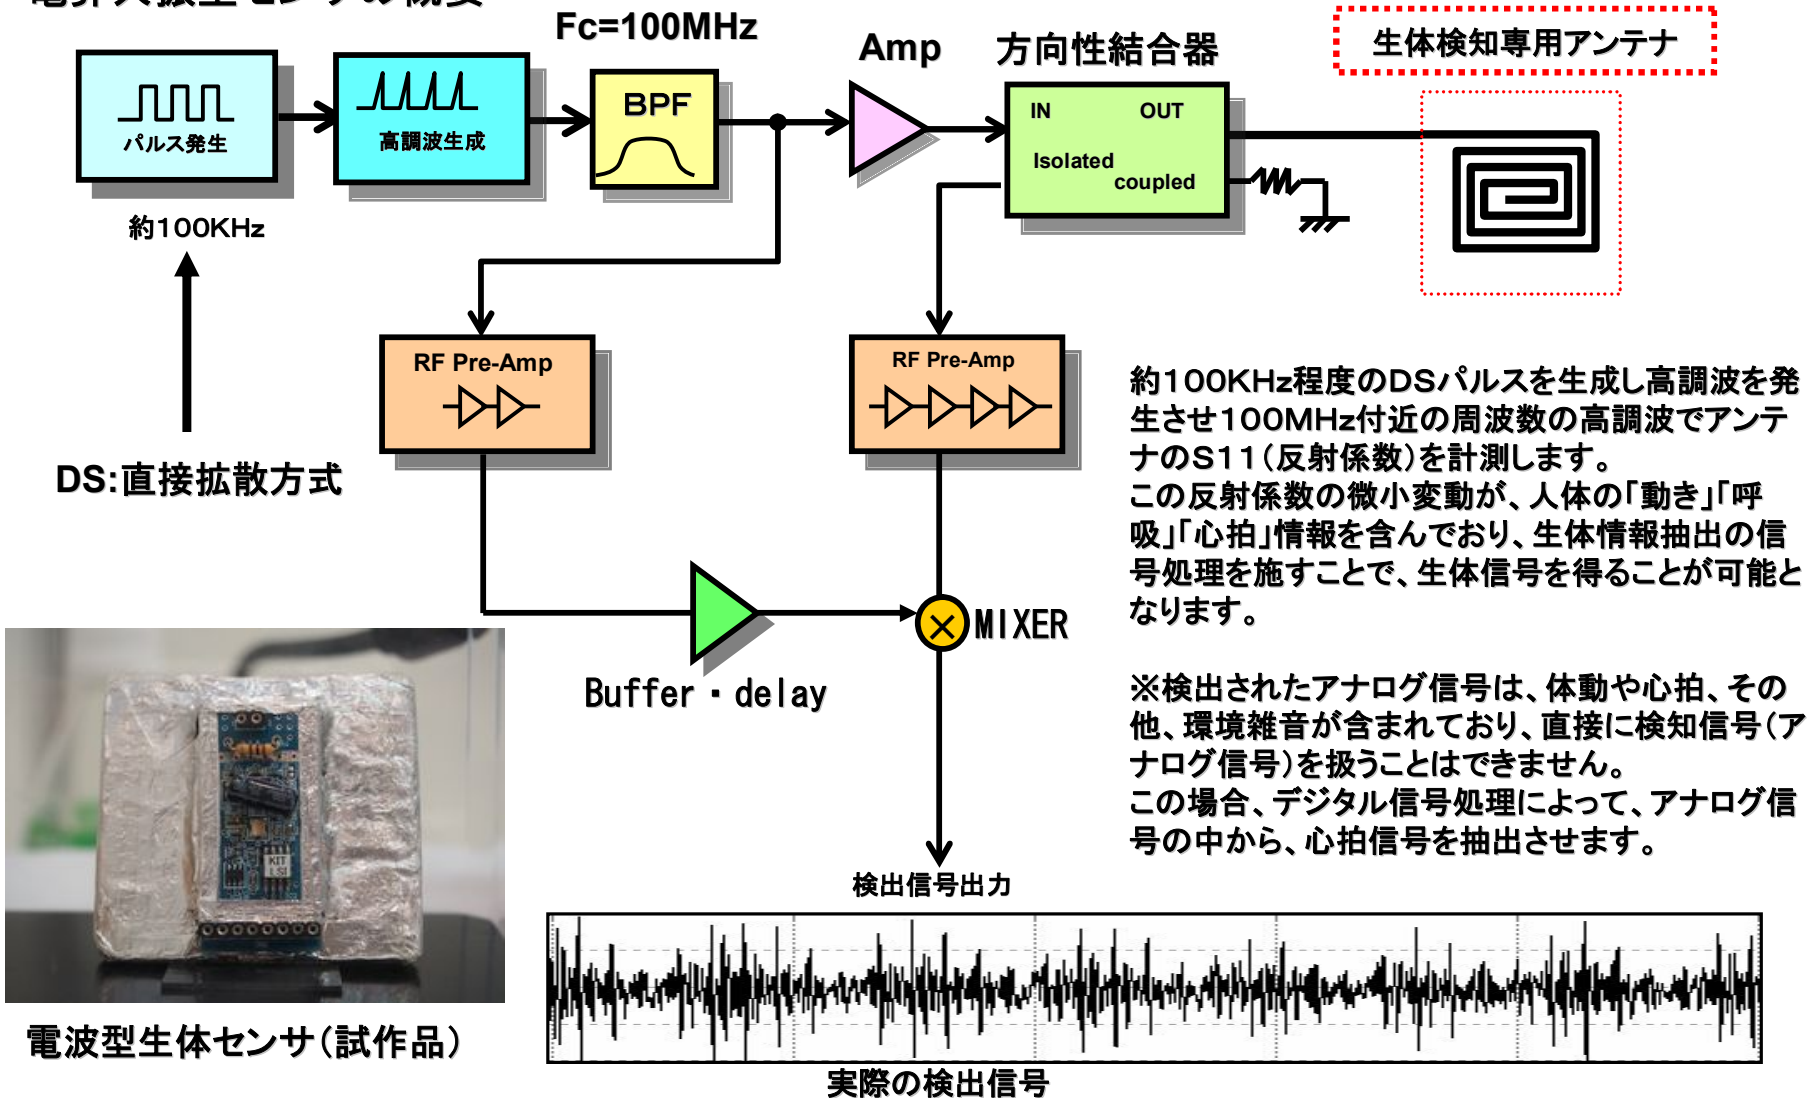 Fc=100MHz
Amp
方向性結合器
生体検知専用アンテナ
パルス発生
高調波生成
BPF
IN
OUT
Isolated
coupled
約100KHz
RF Pre-Amp
RF Pre-Amp
DS:直接拡散方式
約100KHz程度のDSパルスを生成し高調波を発
生させ100MHz付近の周波数の高調波でアンテ
ナのS11(反射係数)を計測します。
この反射係数の微小変動が、人体の「動き」「呼
吸」「心拍」情報を含んでおり、生体情報抽出の信
号処理を施すことで、生体信号を得ることが可能と
なります。
MIXER
Buffer・delay
※検出されたアナログ信号は、体動や心拍、その
他、環境雑音が含まれており、直接に検知信号(ア
ナログ信号)を扱うことはできません。
この場合、デジタル信号処理によって、アナログ信
号の中から、心拍信号を抽出させます。
KIT
LSI
検出信号出力
電波型生体センサ(試作品)
実際の検出信号